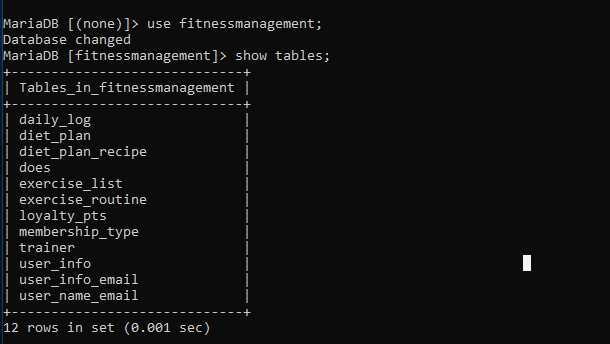 MariaDB [(none)]> use fitnessmanagement;
Database changed
MariaDB [fitnessmanagement]> show tables;
+-----------------------------+
| Tables_in_fitnessmanagement |
+-----------------------------+
| daily_log                   |
| diet_plan                   |
| diet_plan_recipe            |
| does                        |
| exercise_list               |
| exercise_routine            |
| loyalty_pts                 |
| membership_type             |
| trainer                     |
| user_info                   |
| user_info_email             |
| user_name_email             |
+-----------------------------+
12 rows in set (0.001 sec)